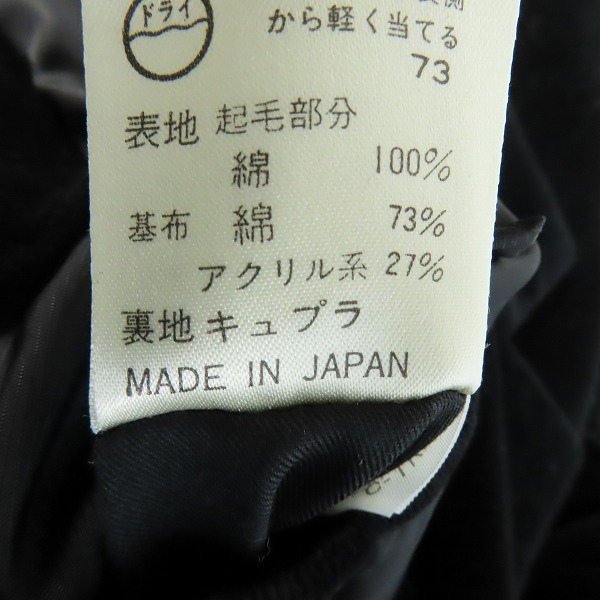 ドライ
側
から軽く当てる
73
表地 起毛部分
綿 100%
基布 綿 73%
アクリル系 27%
裏地 キュプラ
MADE IN JAPAN